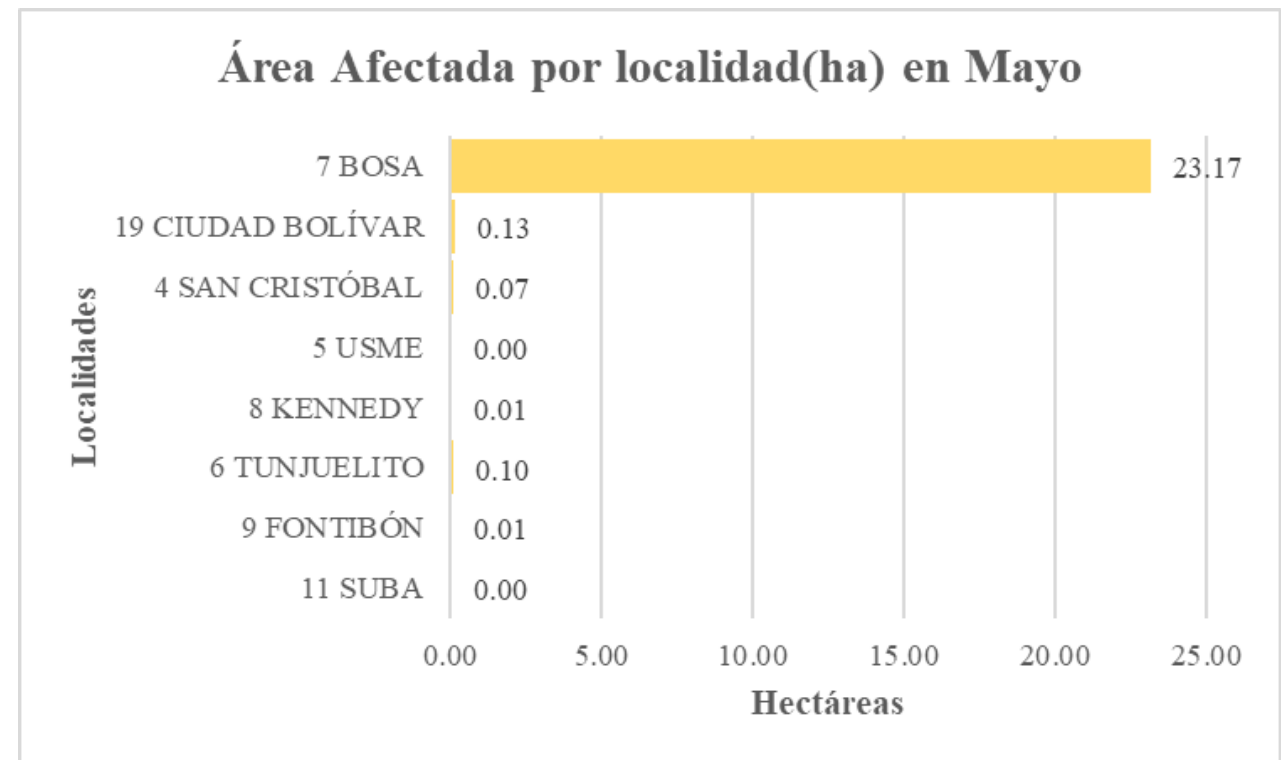 Área Afectada por localidad(ha) en Mayo
Localidades
7 BOSA 23.17
19 CIUDAD BOLÍVAR 0.13
4 SAN CRISTÓBAL 0.07
5 USME 0.00
8 KENNEDY 0.01
6 TUNJUELITO 0.10
9 FONTIBÓN 0.01
11 SUBA 0.00
0.00 5.00 10.00 15.00 20.00 25.00
Hectáreas